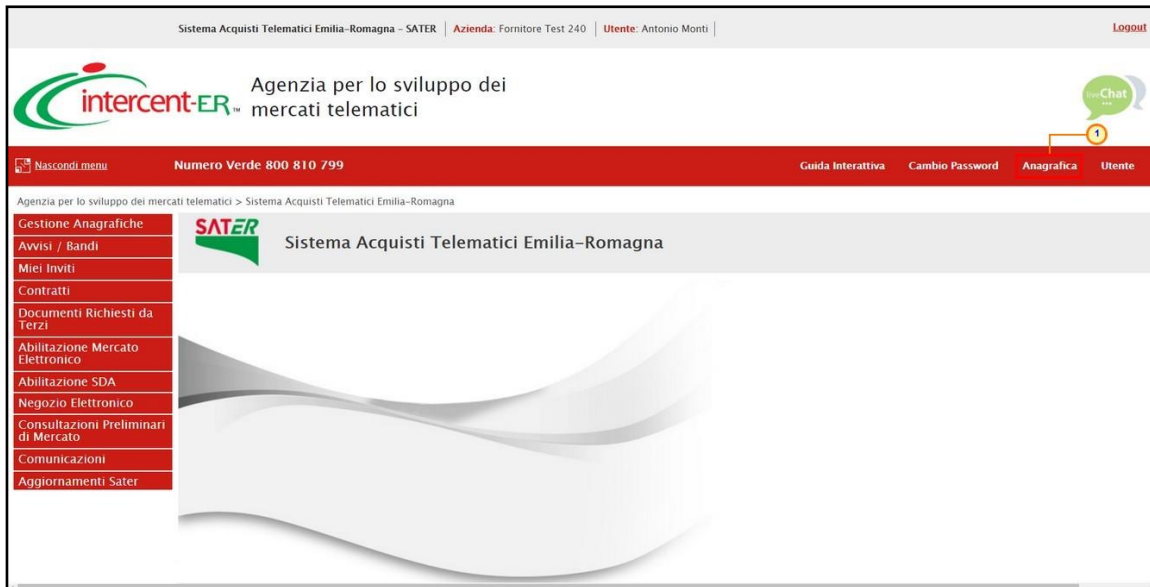 Sistema Acquisti Telematici Emilia-Romagna - SATER | Azienda: Fornitore Test 240 | Utente: Antonio Monti |
Logout
intercent-ER™
Agenzia per lo sviluppo dei
mercati telematici
liveChat
1
Nascondi menu
Numero Verde 800 810 799
Guida Interattiva
Cambio Password
Anagrafica
Utente
Agenzia per lo sviluppo dei mercati telematici > Sistema Acquisti Telematici Emilia-Romagna
Gestione Anagrafiche
Avvisi / Bandi
Miei Inviti
Contratti
Documenti Richiesti da
Terzi
Abilitazione Mercato
Elettronico
Abilitazione SDA
Negozio Elettronico
Consultazioni Preliminari
di Mercato
Comunicazioni
Aggiornamenti Sater
SATER
Sistema Acquisti Telematici Emilia-Romagna